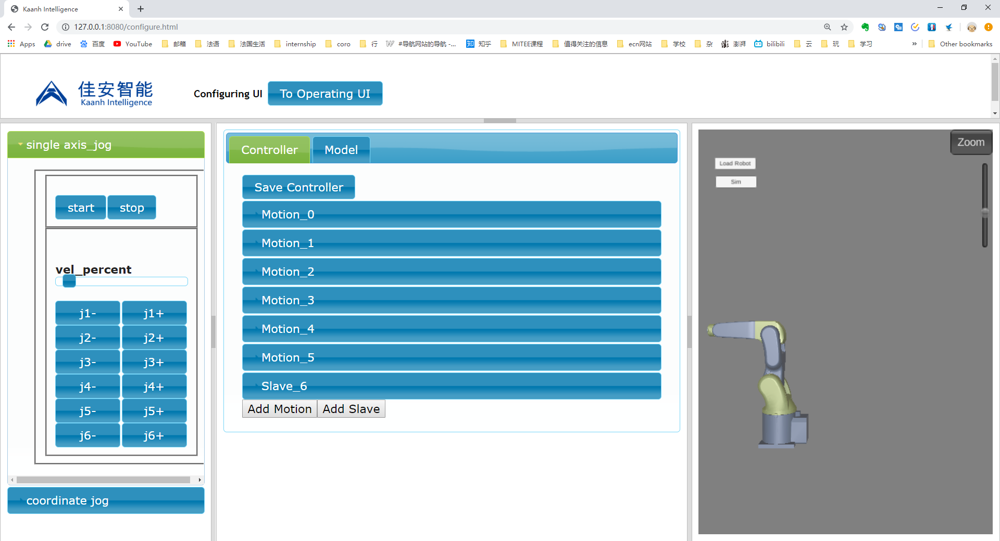 Kaanh Intelligence
127.0.0.1:8080/configure.html
Apps drive 百度 YouTube 邮箱 法语 法国生活 internship coro 行 #导航网站的导航 -... 知乎 MITEE课程 值得关注的信息 ecn网站 学校 杂 澎湃 bilibili 云 玩 学习 » Other bookmarks
佳安智能
Kaanh Intelligence
Configuring UI
To Operating UI
single axis_jog
start stop
vel_percent
j1- j1+
j2- j2+
j3- j3+
j4- j4+
j5- j5+
j6- j6+
coordinate jog
Controller Model
Save Controller
Motion_0
Motion_1
Motion_2
Motion_3
Motion_4
Motion_5
Slave_6
Add Motion Add Slave
Zoom
Load Robot
Sim